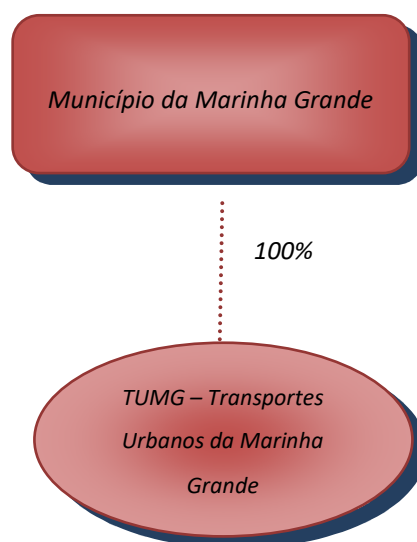 Município da Marinha Grande
100%
TUMG – Transportes
Urbanos da Marinha
Grande